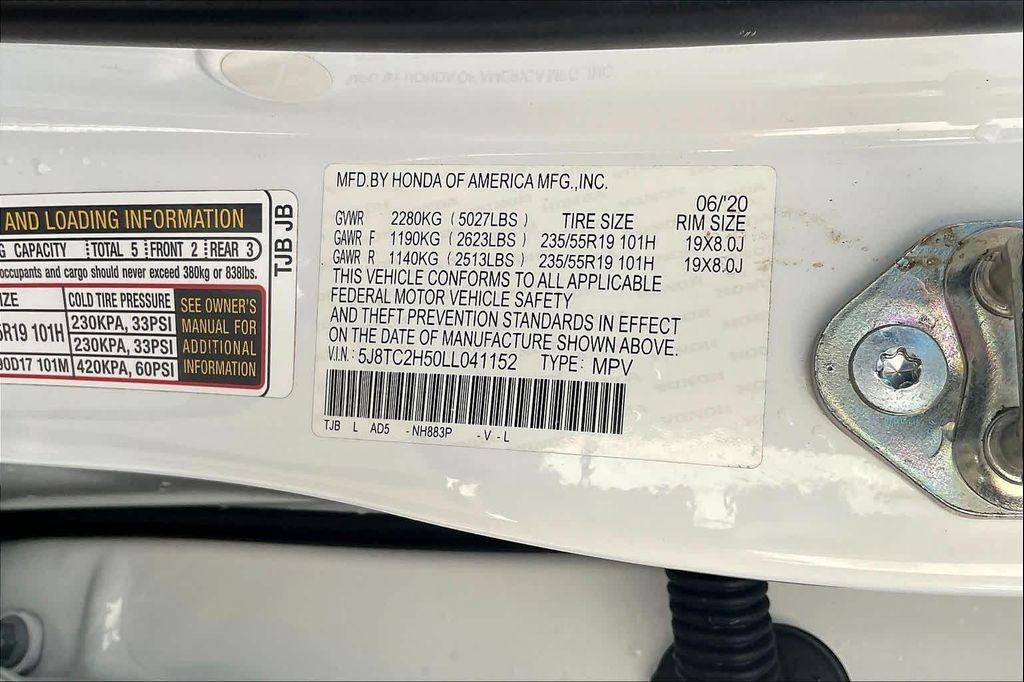 MFD.BY HONDA OF AMERICA MFG.,INC.
06/'20
GVWR 2280KG (5027LBS) TIRE SIZE RIM SIZE
GAWR F 1190KG (2623LBS) 235/55R19 101H 19X8.0J
GAWR R 1140KG (2513LBS) 235/55R19 101H 19X8.0J
THIS VEHICLE CONFORMS TO ALL APPLICABLE
FEDERAL MOTOR VEHICLE SAFETY
AND THEFT PREVENTION STANDARDS IN EFFECT
ON THE DATE OF MANUFACTURE SHOWN ABOVE.
V.I.N.: 5J8TC2H50LL041152 TYPE: MPV
TJB L AD5 -NH883P -V-L
AND LOADING INFORMATION
G CAPACITY TOTAL 5 FRONT 2 REAR 3
occupants and cargo should never exceed 380kg or 838lbs.
IZE COLD TIRE PRESSURE
5R19 101H 230KPA, 33PSI
230KPA, 33PSI
90D17 101M 420KPA, 60PSI
SEE OWNER'S
MANUAL FOR
ADDITIONAL
INFORMATION
TJB JB